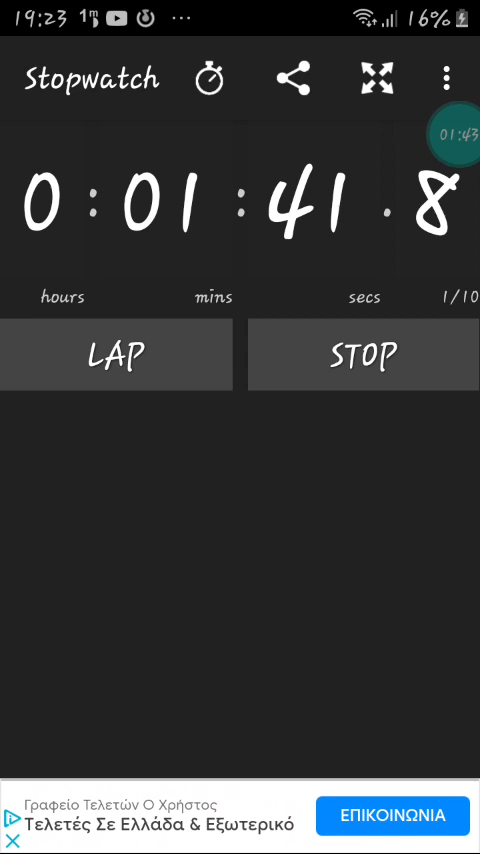 19:23 1m 16%
Stopwatch
01:43
0 : 01 : 41 . 8
hours mins secs 1/10
LAP STOP
Γραφείο Τελετών Ο Χρήστος
Τελετές Σε Ελλάδα & Εξωτερικό
ΕΠΙΚΟΙΝΩΝΙΑ